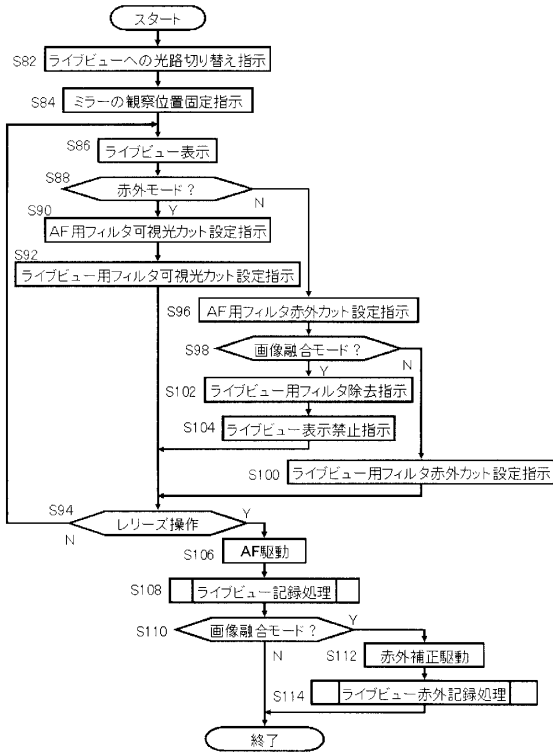 スタート
S82
ライブビューへの光路切り替え指示
S84
ミラーの観察位置固定指示
S86
ライブビュー表示
S88
赤外モード?
Y
N
S90
AF用フィルタ可視光カット設定指示
S92
ライブビュー用フィルタ可視光カット設定指示
S96
AF用フィルタ赤外カット設定指示
S98
画像融合モード?
Y
N
S102
ライブビュー用フィルタ除去指示
S104
ライブビュー表示禁止指示
S100
ライブビュー用フィルタ赤外カット設定指示
S94
レリーズ操作
N
Y
S106
AF駆動
S108
ライブビュー記録処理
S110
画像融合モード?
Y
N
S112
赤外補正駆動
S114
ライブビュー赤外記録処理
終了